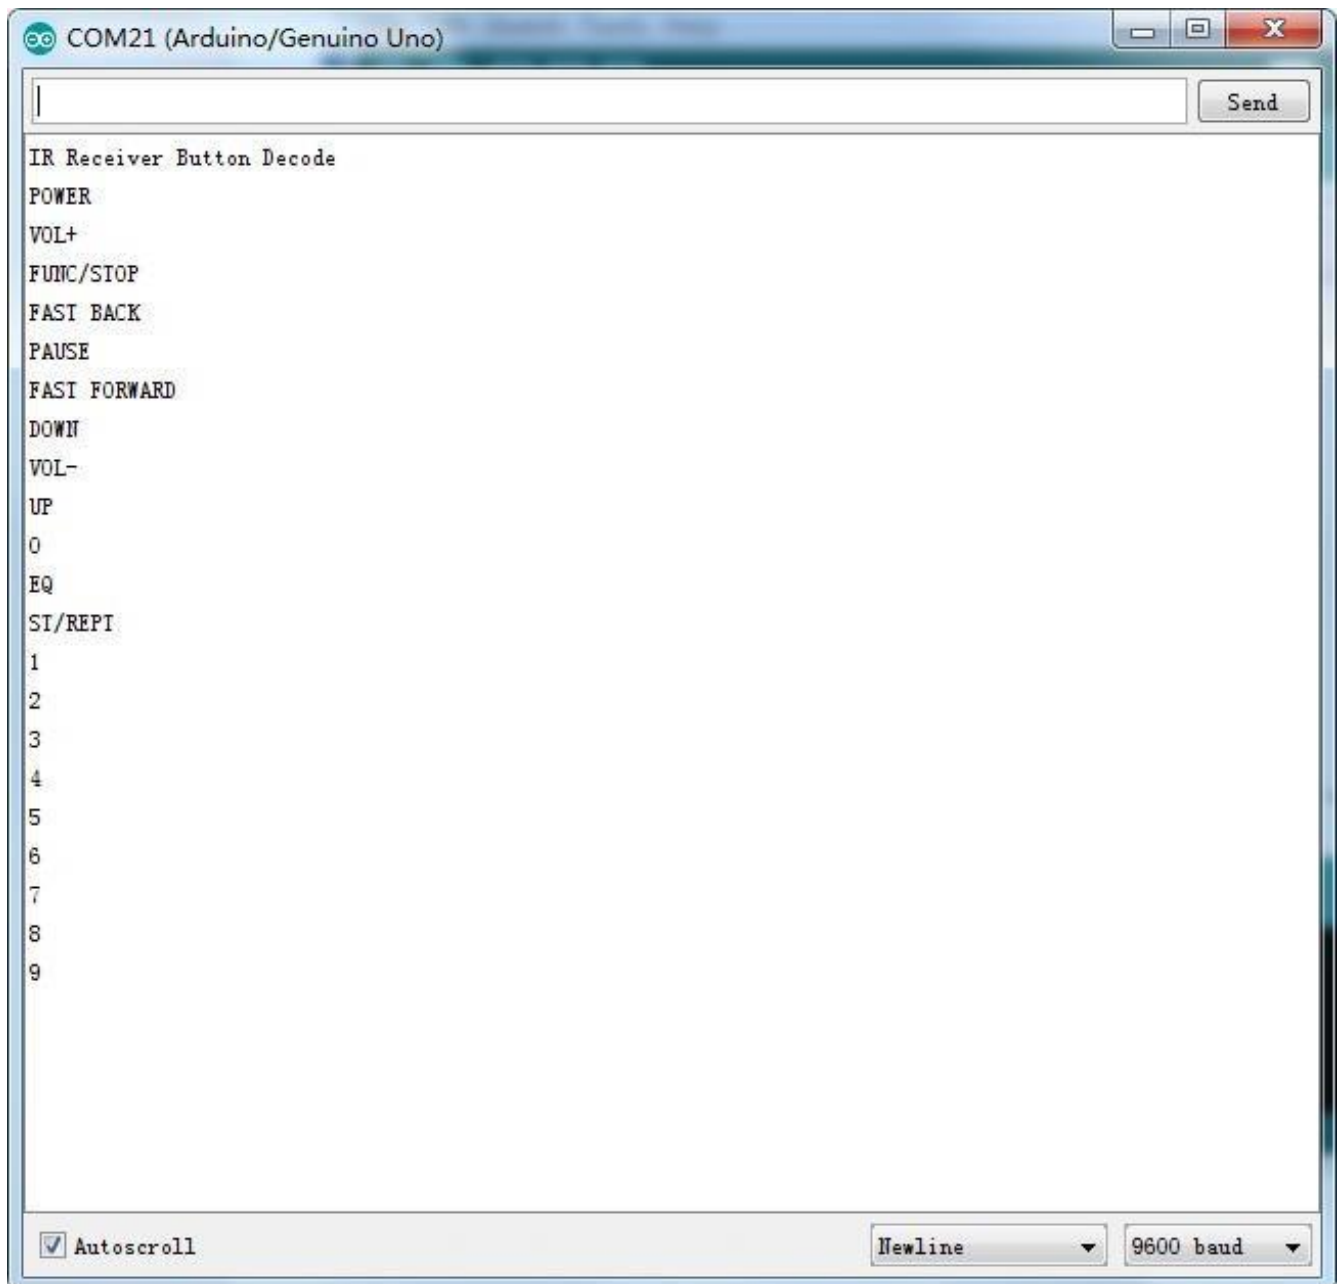 COM21 (Arduino/Genuino Uno)
Send
IR Receiver Button Decode
POWER
VOL+
FUNC/STOP
FAST BACK
PAUSE
FAST FORWARD
DOWN
VOL-
UP
0
EQ
ST/REPT
1
2
3
4
5
6
7
8
9
Autoscroll
Newline
9600 baud